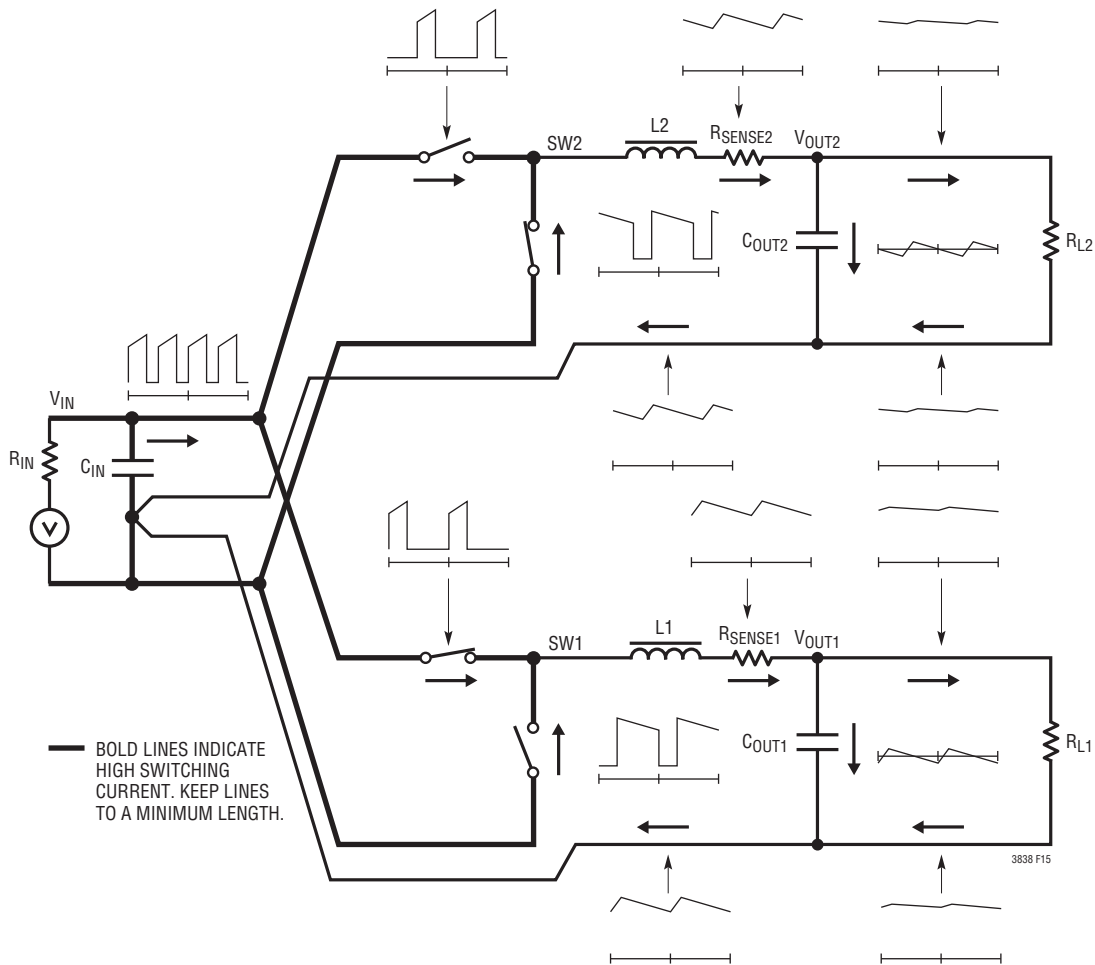 L2
RSENSE2
VOUT2
SW2
COUT2
RL2
VIN
RIN
CIN
V
L1
RSENSE1
VOUT1
SW1
COUT1
RL1
BOLD LINES INDICATE
HIGH SWITCHING
CURRENT. KEEP LINES
TO A MINIMUM LENGTH.
3838 F15